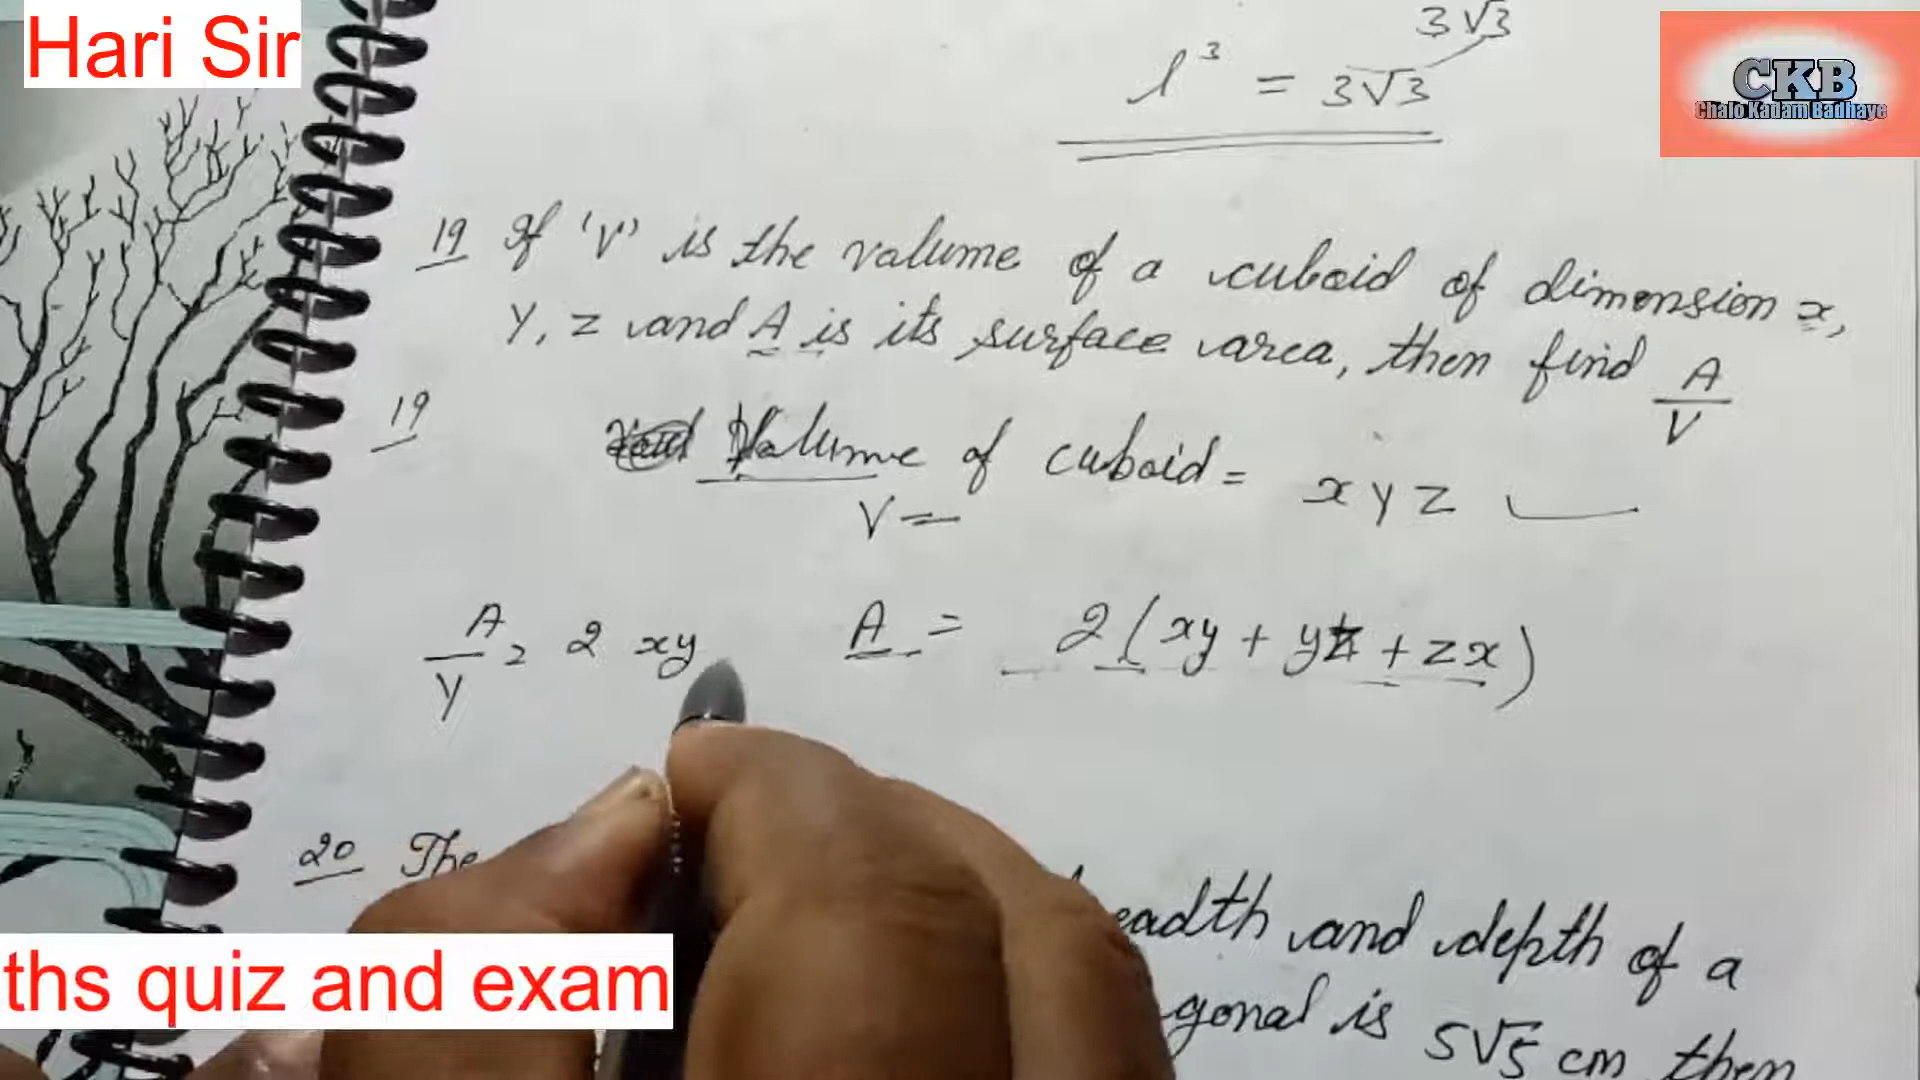 Hari Sir
CKB
Chalo Kadam Badhaye
3√3
l³ = 3√3
19 If 'V' is the volume of a cuboid of dimension x,
y, z and A is its surface area, then find A/V
19
Volume of cuboid = xyz
V =
A/V = 2 xy
A = 2(xy + yz + zx)
20 The
eadth and depth of a
gonal is 5√5 cm then
ths quiz and exam